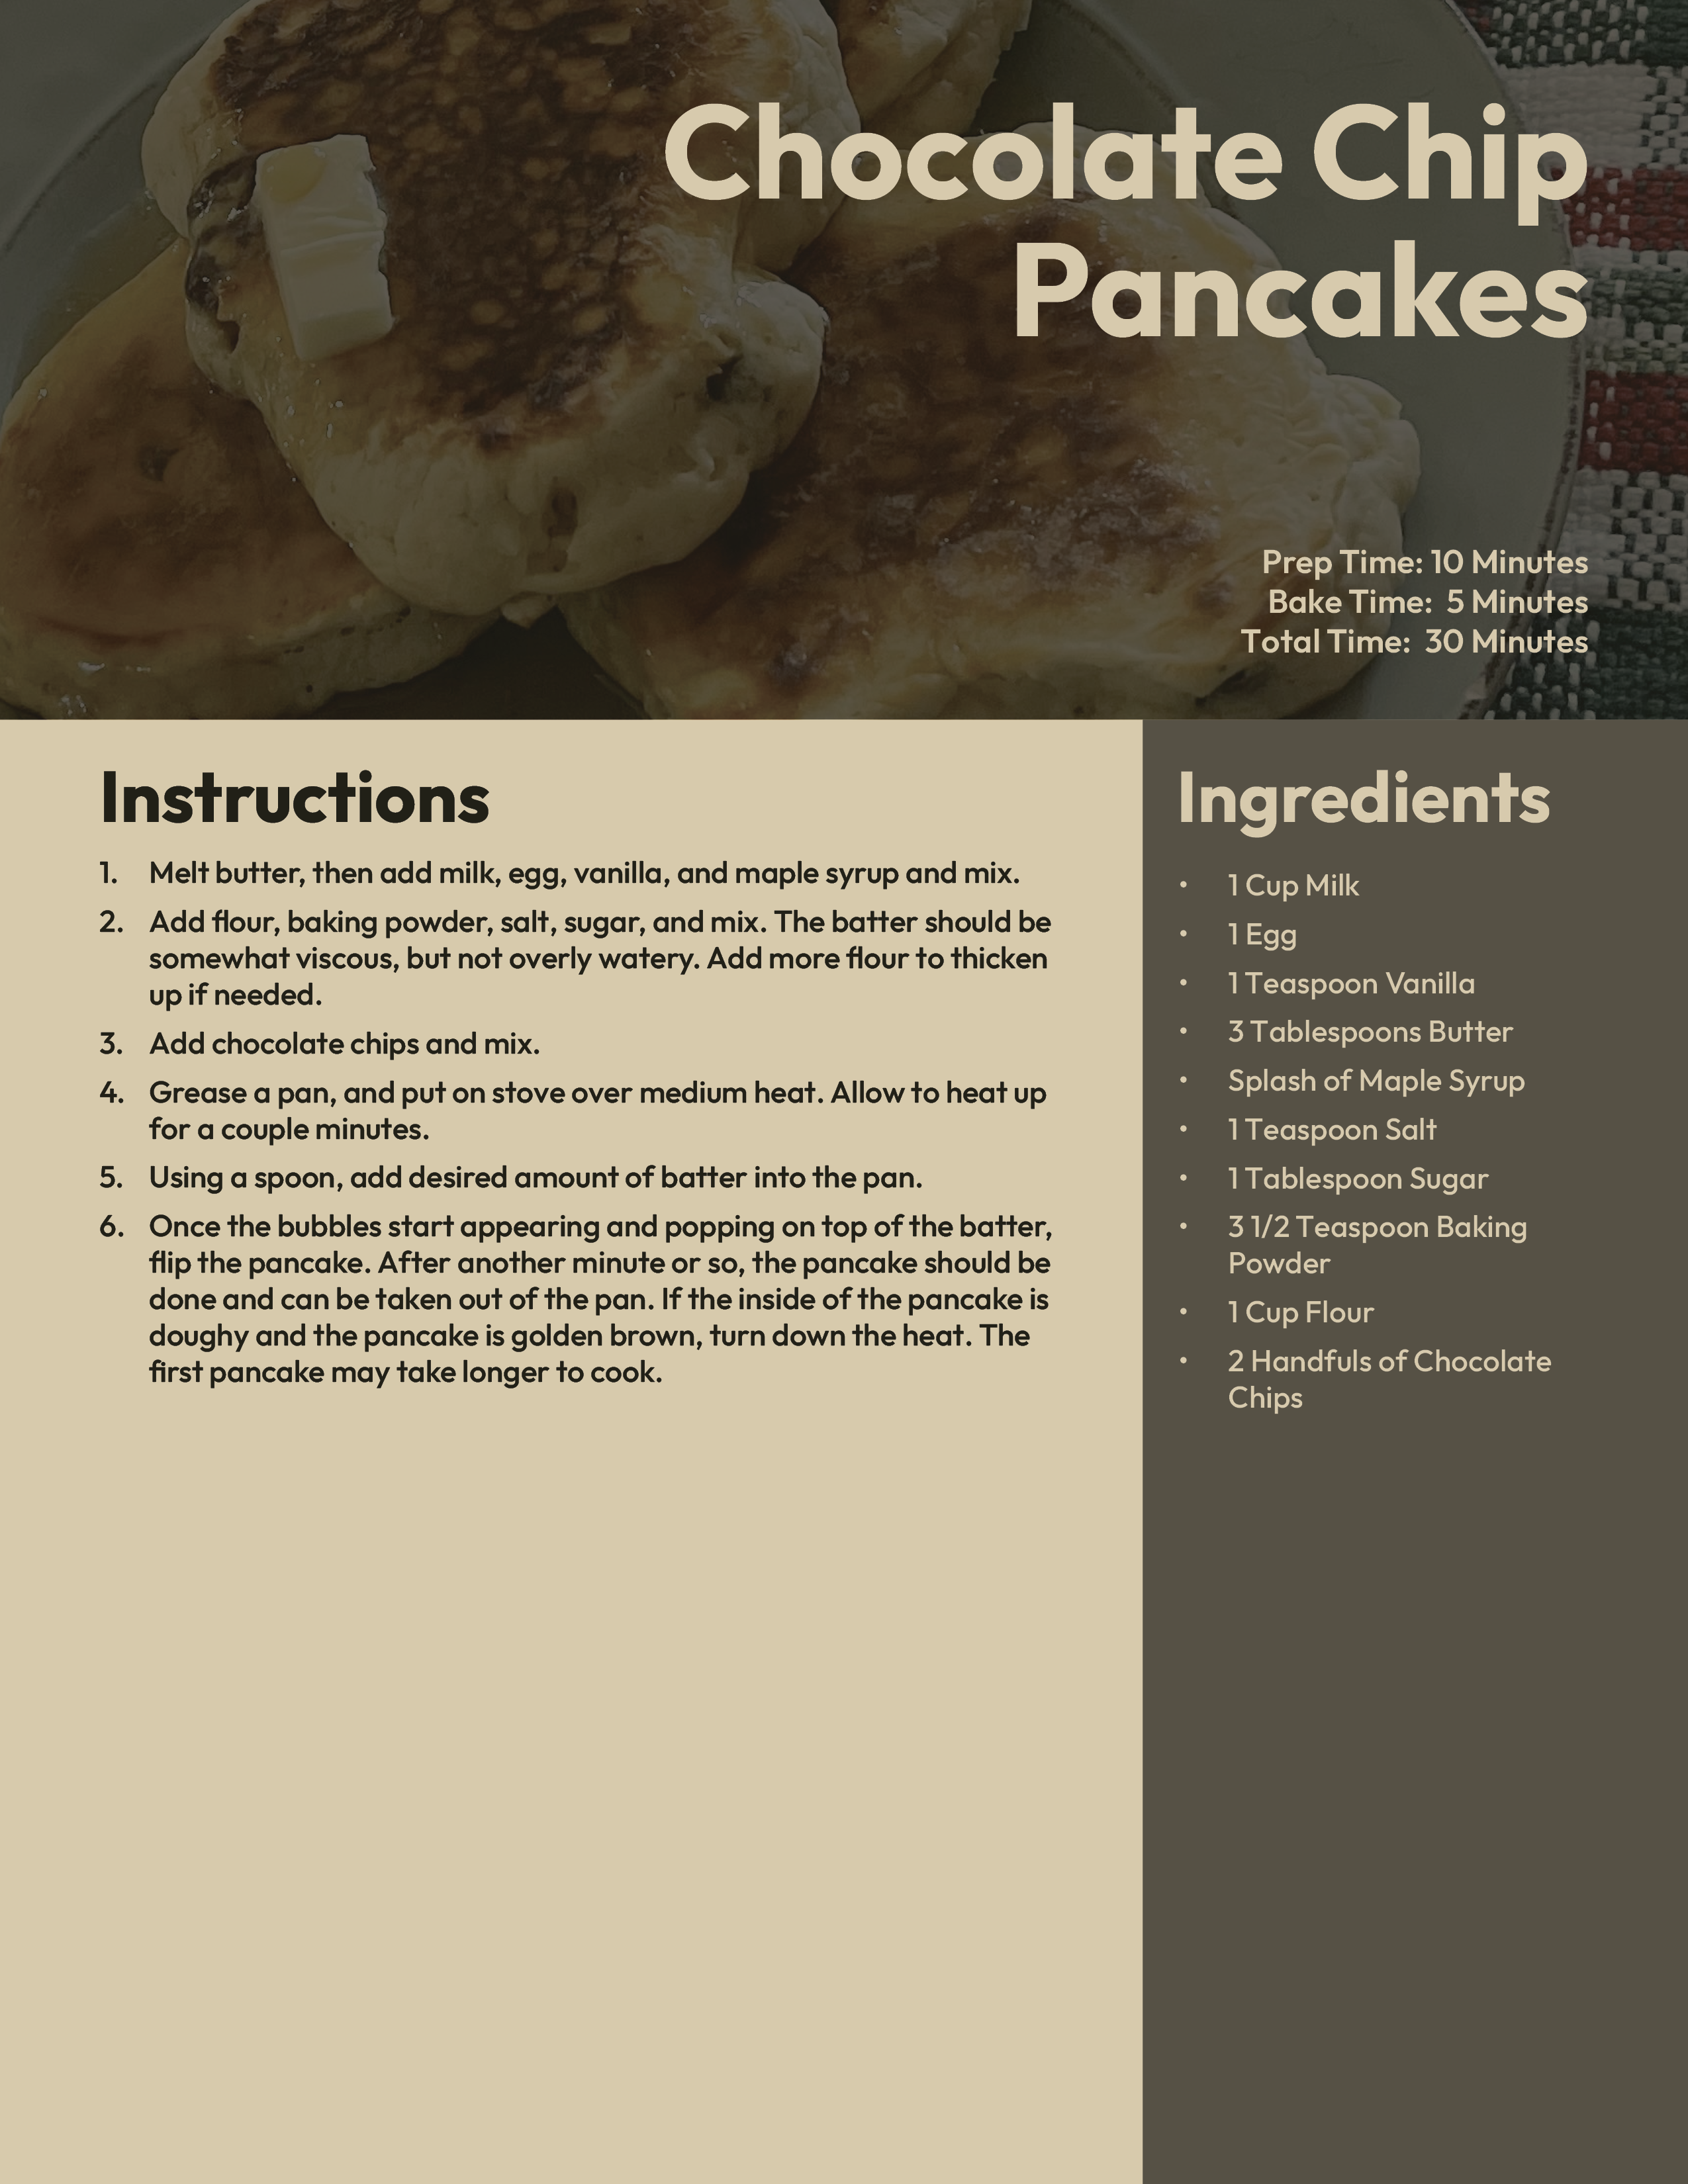 Chocolate Chip
Pancakes
Prep Time: 10 Minutes
Bake Time:  5 Minutes
Total Time:  30 Minutes
Instructions
1. Melt butter, then add milk, egg, vanilla, and maple syrup and mix.
2. Add flour, baking powder, salt, sugar, and mix. The batter should be
somewhat viscous, but not overly watery. Add more flour to thicken
up if needed.
3. Add chocolate chips and mix.
4. Grease a pan, and put on stove over medium heat. Allow to heat up
for a couple minutes.
5. Using a spoon, add desired amount of batter into the pan.
6. Once the bubbles start appearing and popping on top of the batter,
flip the pancake. After another minute or so, the pancake should be
done and can be taken out of the pan. If the inside of the pancake is
doughy and the pancake is golden brown, turn down the heat. The
first pancake may take longer to cook.
Ingredients
• 1 Cup Milk
• 1 Egg
• 1 Teaspoon Vanilla
• 3 Tablespoons Butter
• Splash of Maple Syrup
• 1 Teaspoon Salt
• 1 Tablespoon Sugar
• 3 1/2 Teaspoon Baking
Powder
• 1 Cup Flour
• 2 Handfuls of Chocolate
Chips